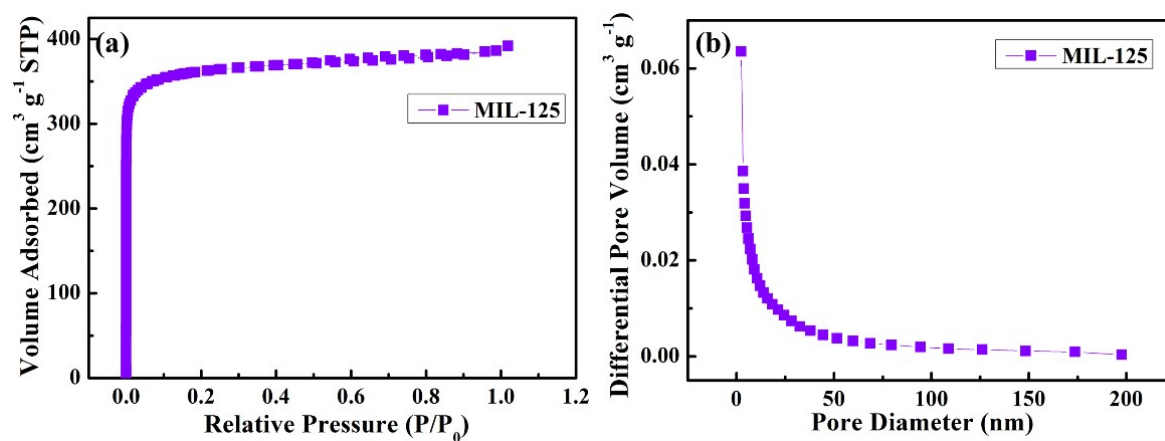 (a)
MIL-125
Volume Adsorbed (cm³ g⁻¹ STP)
400
300
200
100
0
0.0 0.2 0.4 0.6 0.8 1.0 1.2
Relative Pressure (P/P₀)
(b)
MIL-125
Differential Pore Volume (cm³ g⁻¹)
0.06
0.04
0.02
0.00
0 50 100 150 200
Pore Diameter (nm)